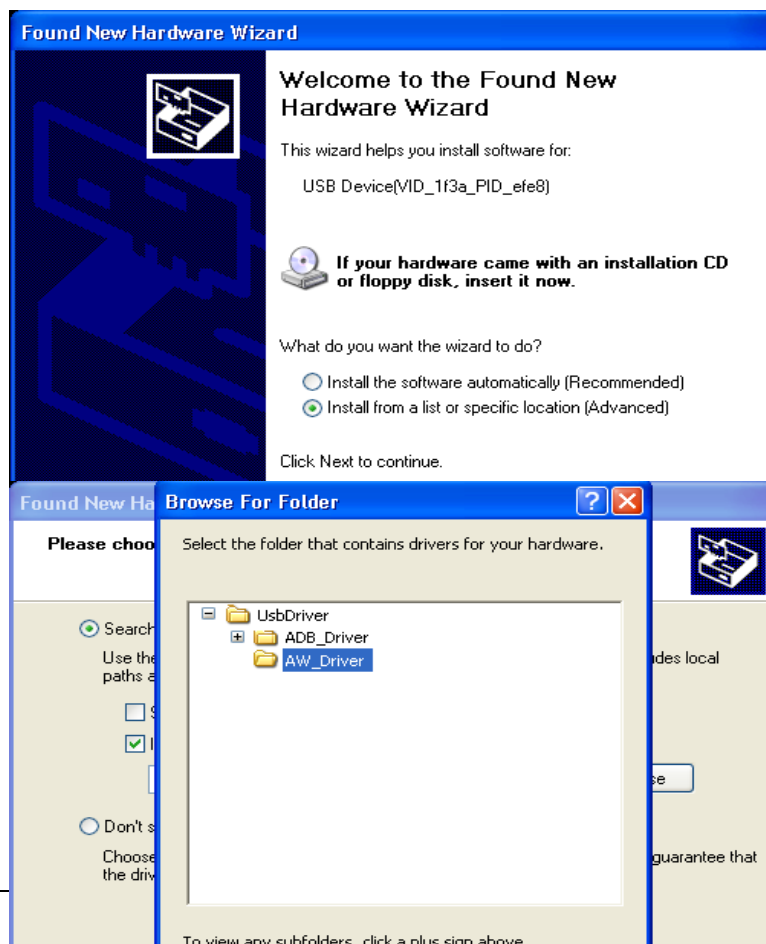 Found New Hardware Wizard
Welcome to the Found New
Hardware Wizard
This wizard helps you install software for:
USB Device(VID_1f3a_PID_efe8)
If your hardware came with an installation CD
or floppy disk, insert it now.
What do you want the wizard to do?
Install the software automatically (Recommended)
Install from a list or specific location (Advanced)
Click Next to continue.
Found New Ha
Browse For Folder
Please choo
Select the folder that contains drivers for your hardware.
UsbDriver
ADB_Driver
AW_Driver
Search
Use the
paths a
des local
Don't s
Choose
the driv
guarantee that
To view any subfolders, click a plus sign above.